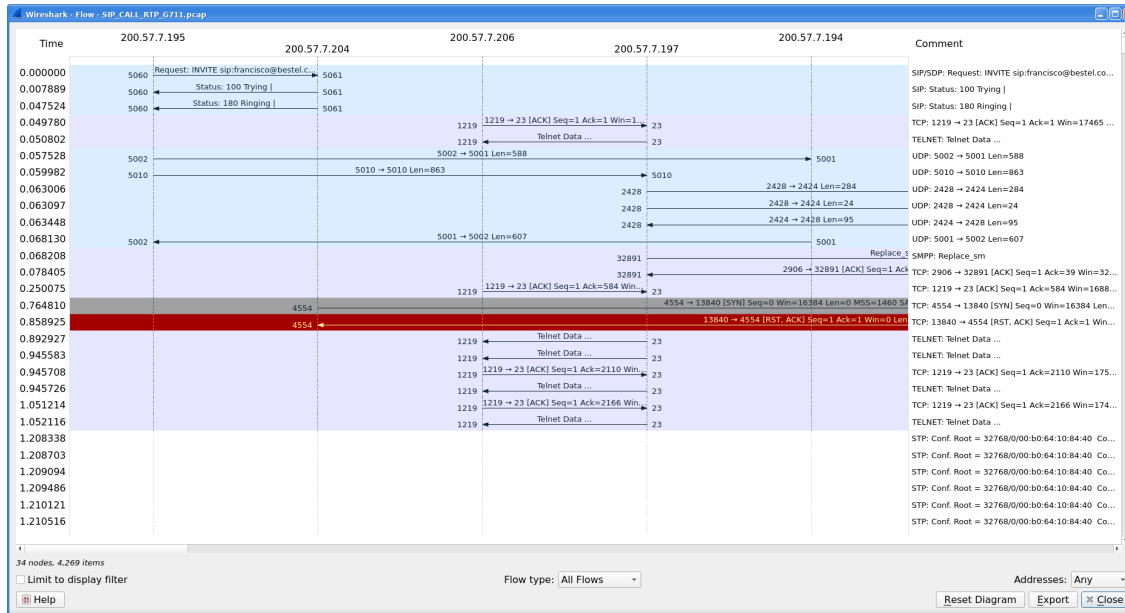 Wireshark · Flow · SIP_CALL_RTP_G711.pcap
Time 200.57.7.195 200.57.7.204 200.57.7.206 200.57.7.197 200.57.7.194 Comment
0.000000 5060 Request: INVITE sip:francisco@bestel.c... 5061 SIP/SDP: Request: INVITE sip:francisco@bestel.co...
0.007889 5060 Status: 100 Trying | 5061 SIP: Status: 100 Trying |
0.047524 5060 Status: 180 Ringing | 5061 SIP: Status: 180 Ringing |
0.049780 1219 1219 → 23 [ACK] Seq=1 Ack=1 Win=1... 23 TCP: 1219 → 23 [ACK] Seq=1 Ack=1 Win=17465 ...
0.050802 1219 Telnet Data ... 23 TELNET: Telnet Data ...
0.057528 5002 5002 → 5001 Len=588 5001 UDP: 5002 → 5001 Len=588
0.059982 5010 5010 → 5010 Len=863 5010 UDP: 5010 → 5010 Len=863
0.063006 2428 2428 → 2424 Len=284 UDP: 2428 → 2424 Len=284
0.063097 2428 2428 → 2424 Len=24 UDP: 2428 → 2424 Len=24
0.063448 2428 2424 → 2428 Len=95 UDP: 2424 → 2428 Len=95
0.068130 5002 5001 → 5002 Len=607 5001 UDP: 5001 → 5002 Len=607
0.068208 32891 Replace_s SMPP: Replace_sm
0.078405 32891 2906 → 32891 [ACK] Seq=1 Ack TCP: 2906 → 32891 [ACK] Seq=1 Ack=39 Win=32...
0.250075 1219 1219 → 23 [ACK] Seq=1 Ack=584 Win... 23 TCP: 1219 → 23 [ACK] Seq=1 Ack=584 Win=1688...
0.764810 4554 4554 → 13840 [SYN] Seq=0 Win=16384 Len=0 MSS=1460 SA TCP: 4554 → 13840 [SYN] Seq=0 Win=16384 Len...
0.858925 4554 13840 → 4554 [RST, ACK] Seq=1 Ack=1 Win=0 Len TCP: 13840 → 4554 [RST, ACK] Seq=1 Ack=1 Win...
0.892927 1219 Telnet Data ... 23 TELNET: Telnet Data ...
0.945583 1219 Telnet Data ... 23 TELNET: Telnet Data ...
0.945708 1219 1219 → 23 [ACK] Seq=1 Ack=2110 Win... 23 TCP: 1219 → 23 [ACK] Seq=1 Ack=2110 Win=175...
0.945726 1219 Telnet Data ... 23 TELNET: Telnet Data ...
1.051214 1219 1219 → 23 [ACK] Seq=1 Ack=2166 Win... 23 TCP: 1219 → 23 [ACK] Seq=1 Ack=2166 Win=174...
1.052116 1219 Telnet Data ... 23 TELNET: Telnet Data ...
1.208338 STP: Conf. Root = 32768/0/00:b0:64:10:84:40 Co...
1.208703 STP: Conf. Root = 32768/0/00:b0:64:10:84:40 Co...
1.209094 STP: Conf. Root = 32768/0/00:b0:64:10:84:40 Co...
1.209486 STP: Conf. Root = 32768/0/00:b0:64:10:84:40 Co...
1.210121 STP: Conf. Root = 32768/0/00:b0:64:10:84:40 Co...
1.210516 STP: Conf. Root = 32768/0/00:b0:64:10:84:40 Co...
34 nodes, 4,269 items
Limit to display filter Flow type: All Flows Addresses: Any
Help Reset Diagram Export Close